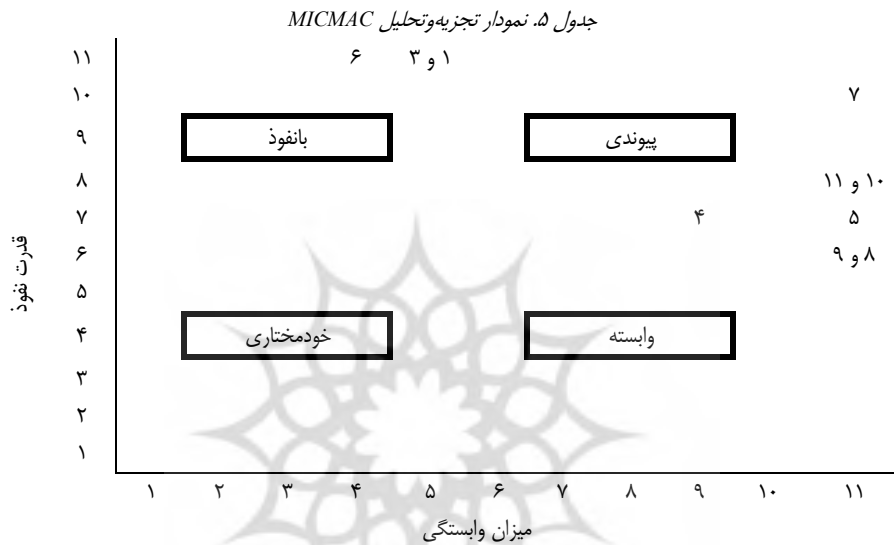 جدول ۵. نمودار تجزیه‌وتحلیل MICMAC
۱۱ ۶ ۱ و ۳
۱۰ ۷
۹ بانفوذ پیوندی
۸ ۱۰ و ۱۱
۷ ۴ ۵
۶ ۸ و ۹
۵
۴ خودمختاری وابسته
۳
۲
۱
قدرت نفوذ
۱ ۲ ۳ ۴ ۵ ۶ ۷ ۸ ۹ ۱۰ ۱۱
میزان وابستگی